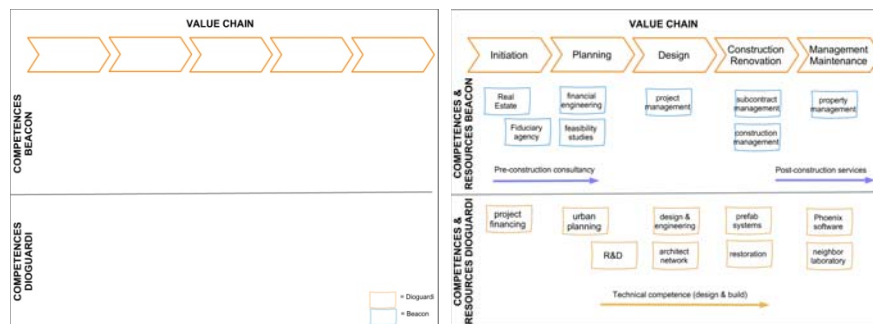 VALUE CHAIN
COMPETENCES
BEACON
COMPETENCES
DIOGUARDI
= Dioguardi
= Beacon
VALUE CHAIN
Initiation
Planning
Design
Construction
Renovation
Management
Maintenance
COMPETENCES &
RESOURCES BEACON
Real
Estate
financial
engineering
project
management
subcontract
management
property
management
Fiduciary
agency
feasibility
studies
construction
management
Pre-construction consultancy
Post-construction services
COMPETENCES &
RESOURCES DIOGUARDI
project
financing
urban
planning
design &
engineering
prefab
systems
Phoenix
software
R&D
architect
network
restoration
neighbor
laboratory
Technical competence (design & build)